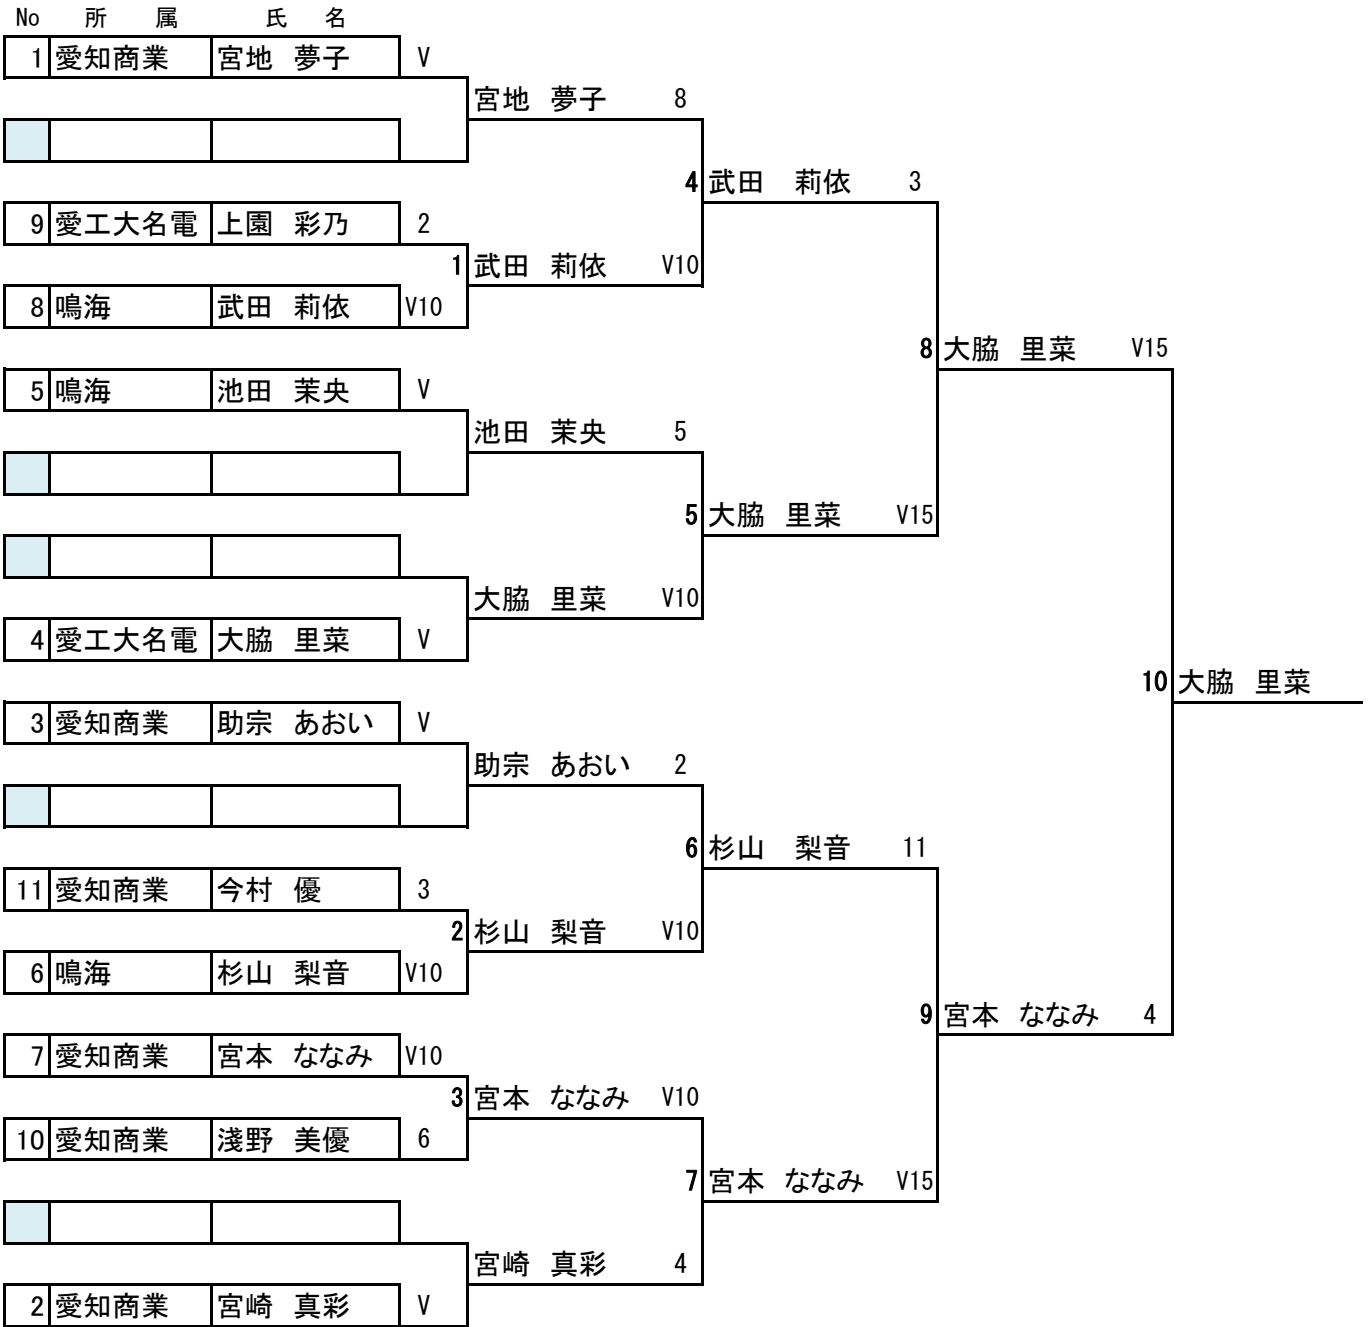 No 所 属 氏 名
1 愛知商業 宮地 夢子 V
宮地 夢子 8
4 武田 莉依 3
9 愛工大名電 上園 彩乃 2
1 武田 莉依 V10
8 鳴海 武田 莉依 V10
8 大脇 里菜 V15
5 鳴海 池田 茉央 V
池田 茉央 5
5 大脇 里菜 V15
大脇 里菜 V10
4 愛工大名電 大脇 里菜 V
10 大脇 里菜
3 愛知商業 助宗 あおい V
助宗 あおい 2
6 杉山 梨音 11
11 愛知商業 今村 優 3
2 杉山 梨音 V10
6 鳴海 杉山 梨音 V10
9 宮本 ななみ 4
7 愛知商業 宮本 ななみ V10
3 宮本 ななみ V10
10 愛知商業 淺野 美優 6
7 宮本 ななみ V15
宮崎 真彩 4
2 愛知商業 宮崎 真彩 V